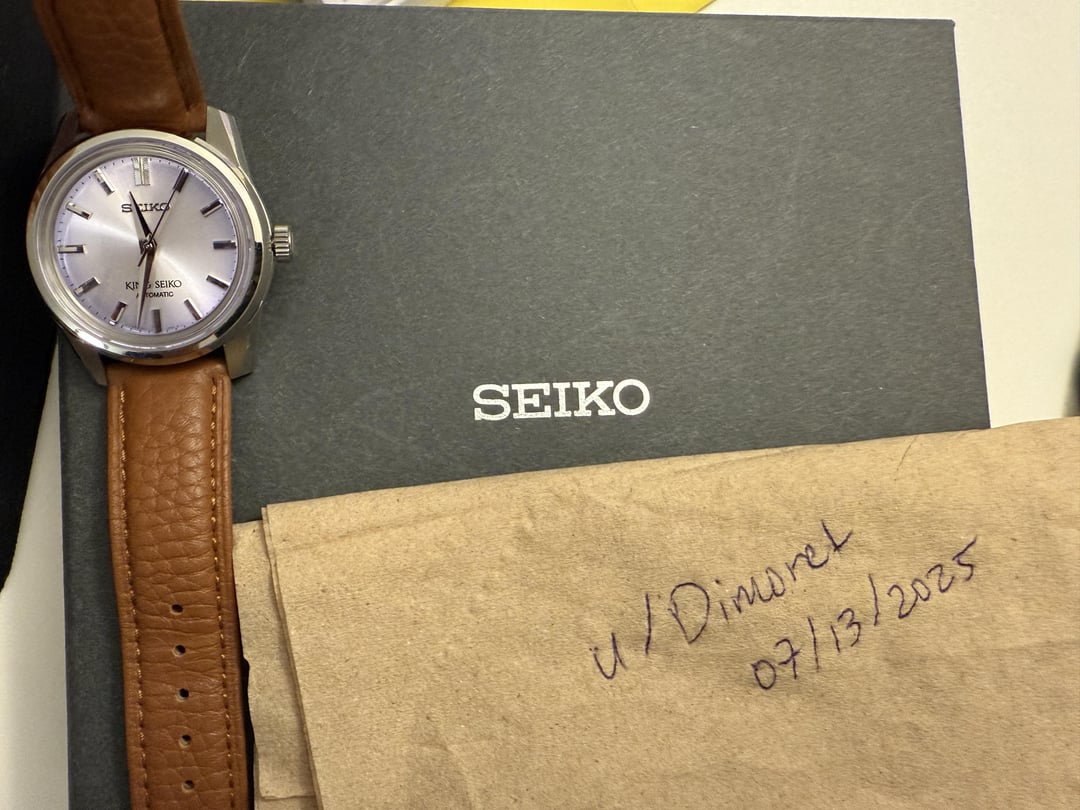 SEIKO
KING SEIKO
AUTOMATIC
SEIKO
u/Dimoret
07/13/2025